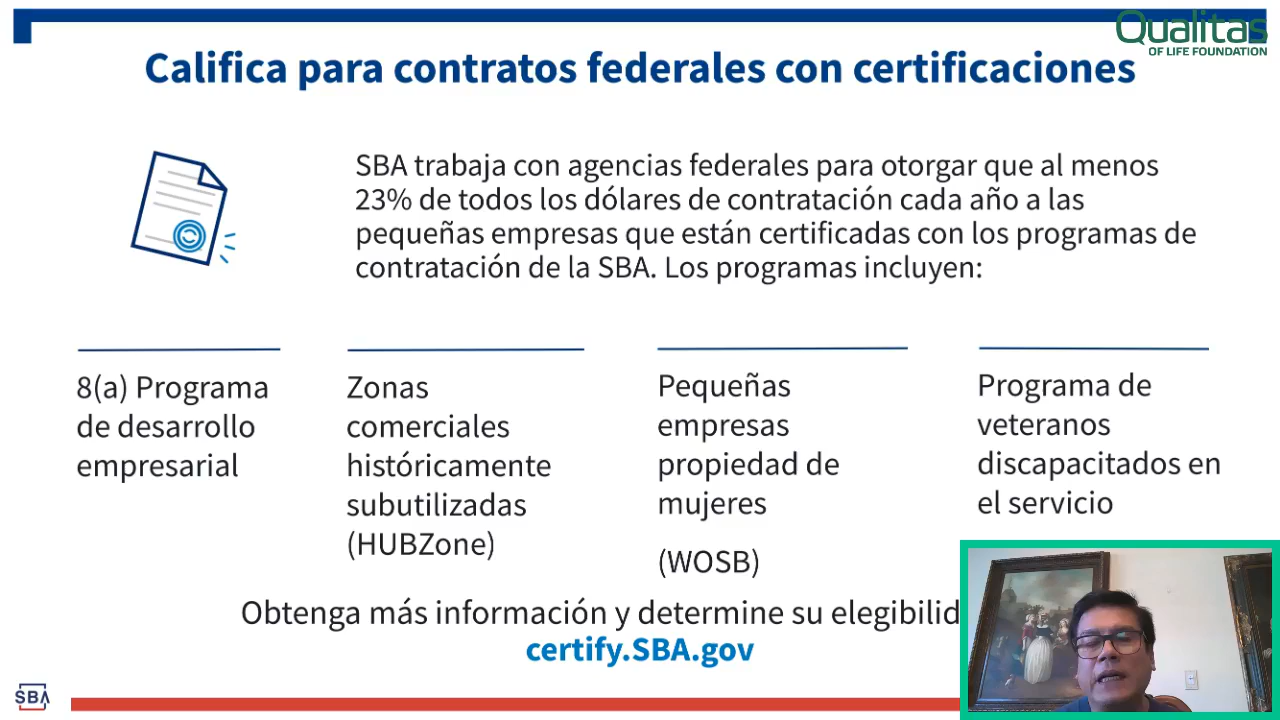 Qualitas
OF LIFE FOUNDATION
Califica para contratos federales con certificaciones
SBA trabaja con agencias federales para otorgar que al menos
23% de todos los dólares de contratación cada año a las
pequeñas empresas que están certificadas con los programas de
contratación de la SBA. Los programas incluyen:
8(a) Programa
de desarrollo
empresarial
Zonas
comerciales
históricamente
subutilizadas
(HUBZone)
Pequeñas
empresas
propiedad de
mujeres
(WOSB)
Programa de
veteranos
discapacitados en
el servicio
Obtenga más información y determine su elegibilid
certify.SBA.gov
SBA